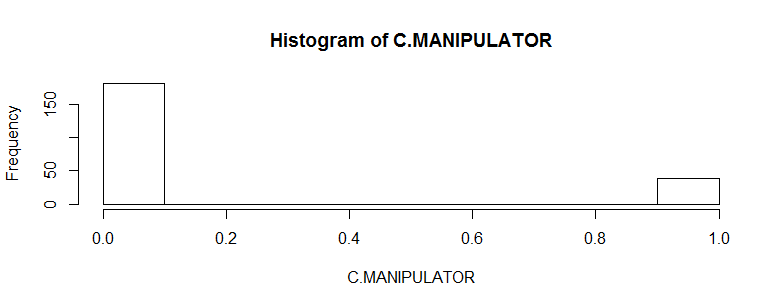 Histogram of C.MANIPULATOR
Frequency
150
50
0
0.0 0.2 0.4 0.6 0.8 1.0
C.MANIPULATOR